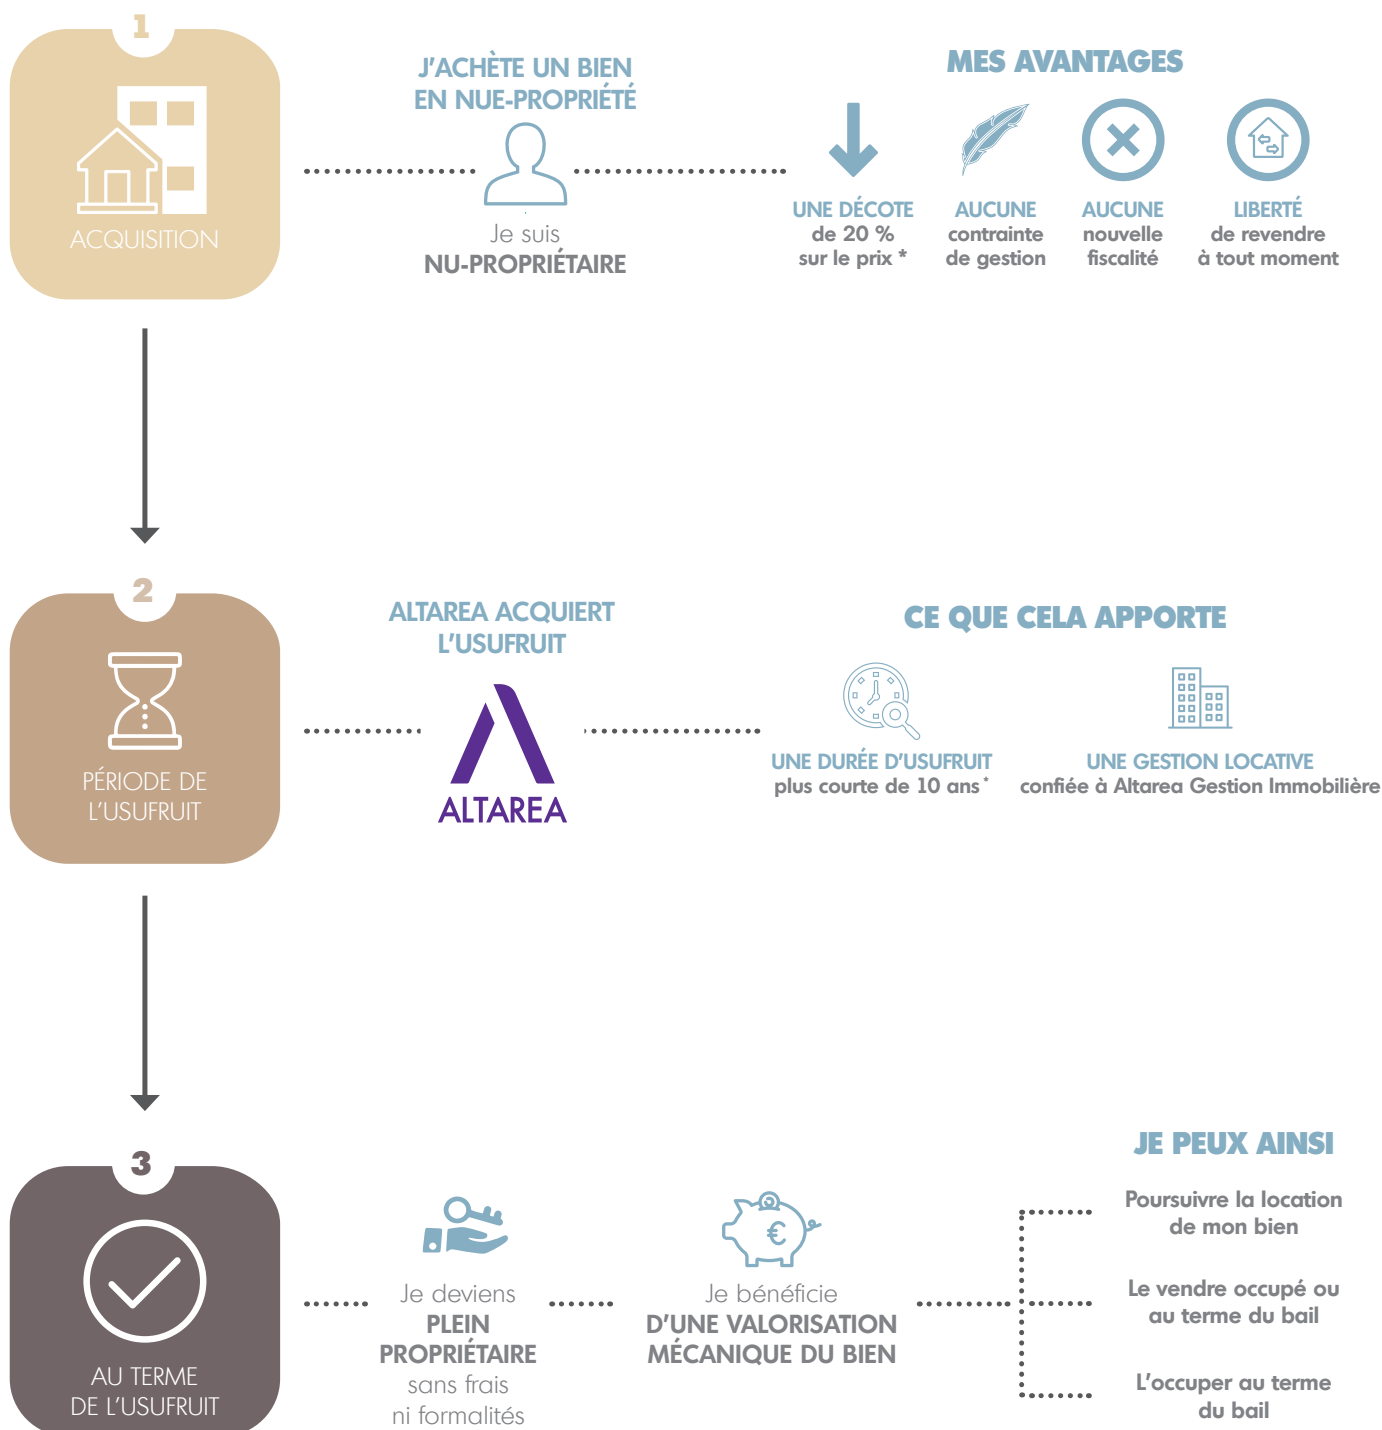 1
ACQUISITION
J'ACHÈTE UN BIEN
EN NUE-PROPRIÉTÉ
Je suis
NU-PROPRIÉTAIRE
MES AVANTAGES
UNE DÉCOTE
de 20 %
sur le prix *
AUCUNE
contrainte
de gestion
AUCUNE
nouvelle
fiscalité
LIBERTÉ
de revendre
à tout moment
2
PÉRIODE DE
L'USUFRUIT
ALTAREA ACQUIERT
L'USUFRUIT
ALTAREA
CE QUE CELA APPORTE
UNE DURÉE D'USUFRUIT
plus courte de 10 ans *
UNE GESTION LOCATIVE
confiée à Altarea Gestion Immobilière
3
AU TERME
DE L'USUFRUIT
Je deviens
PLEIN
PROPRIÉTAIRE
sans frais
ni formalités
€
Je bénéficie
D'UNE VALORISATION
MÉCANIQUE DU BIEN
JE PEUX AINSI
Poursuivre la location
de mon bien
Le vendre occupé ou
au terme du bail
L'occuper au terme
du bail